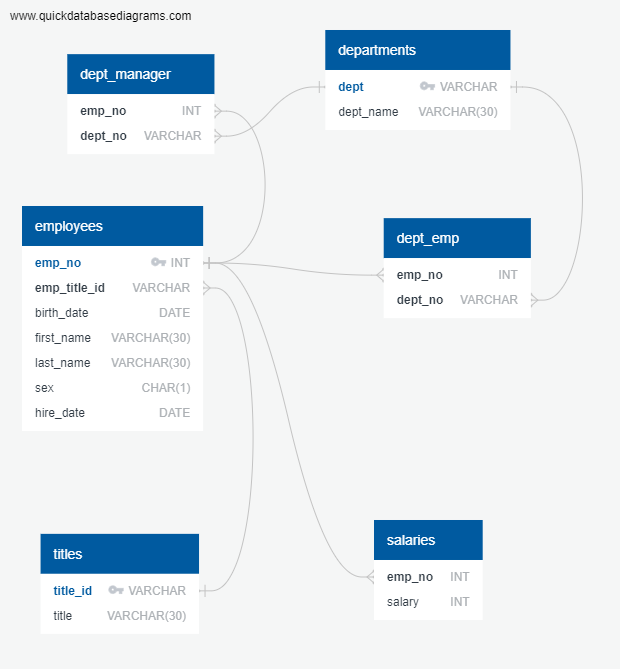 www.quickdatabasediagrams.com
dept_manager
emp_no INT
dept_no VARCHAR
departments
dept VARCHAR
dept_name VARCHAR(30)
employees
emp_no INT
emp_title_id VARCHAR
birth_date DATE
first_name VARCHAR(30)
last_name VARCHAR(30)
sex CHAR(1)
hire_date DATE
dept_emp
emp_no INT
dept_no VARCHAR
titles
title_id VARCHAR
title VARCHAR(30)
salaries
emp_no INT
salary INT